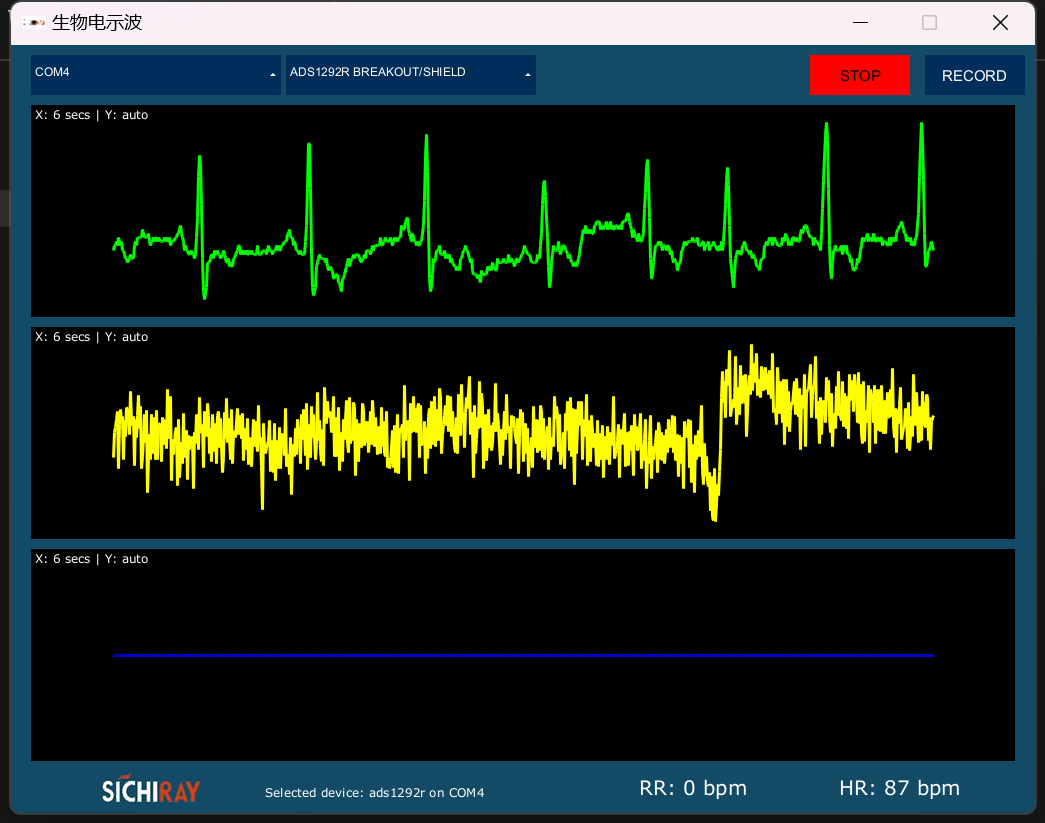 生物电示波
COM4
ADS1292R BREAKOUT/SHIELD
STOP
RECORD
X: 6 secs | Y: auto
X: 6 secs | Y: auto
X: 6 secs | Y: auto
SICHIRAY
Selected device: ads1292r on COM4
RR: 0 bpm
HR: 87 bpm